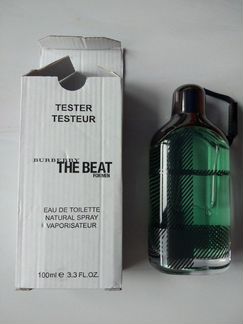 TESTER
TESTEUR
BURBERRY
THE BEAT
FOR MEN
EAU DE TOILETTE
NATURAL SPRAY
VAPORISATEUR
100ml e 3.3 FL.OZ.